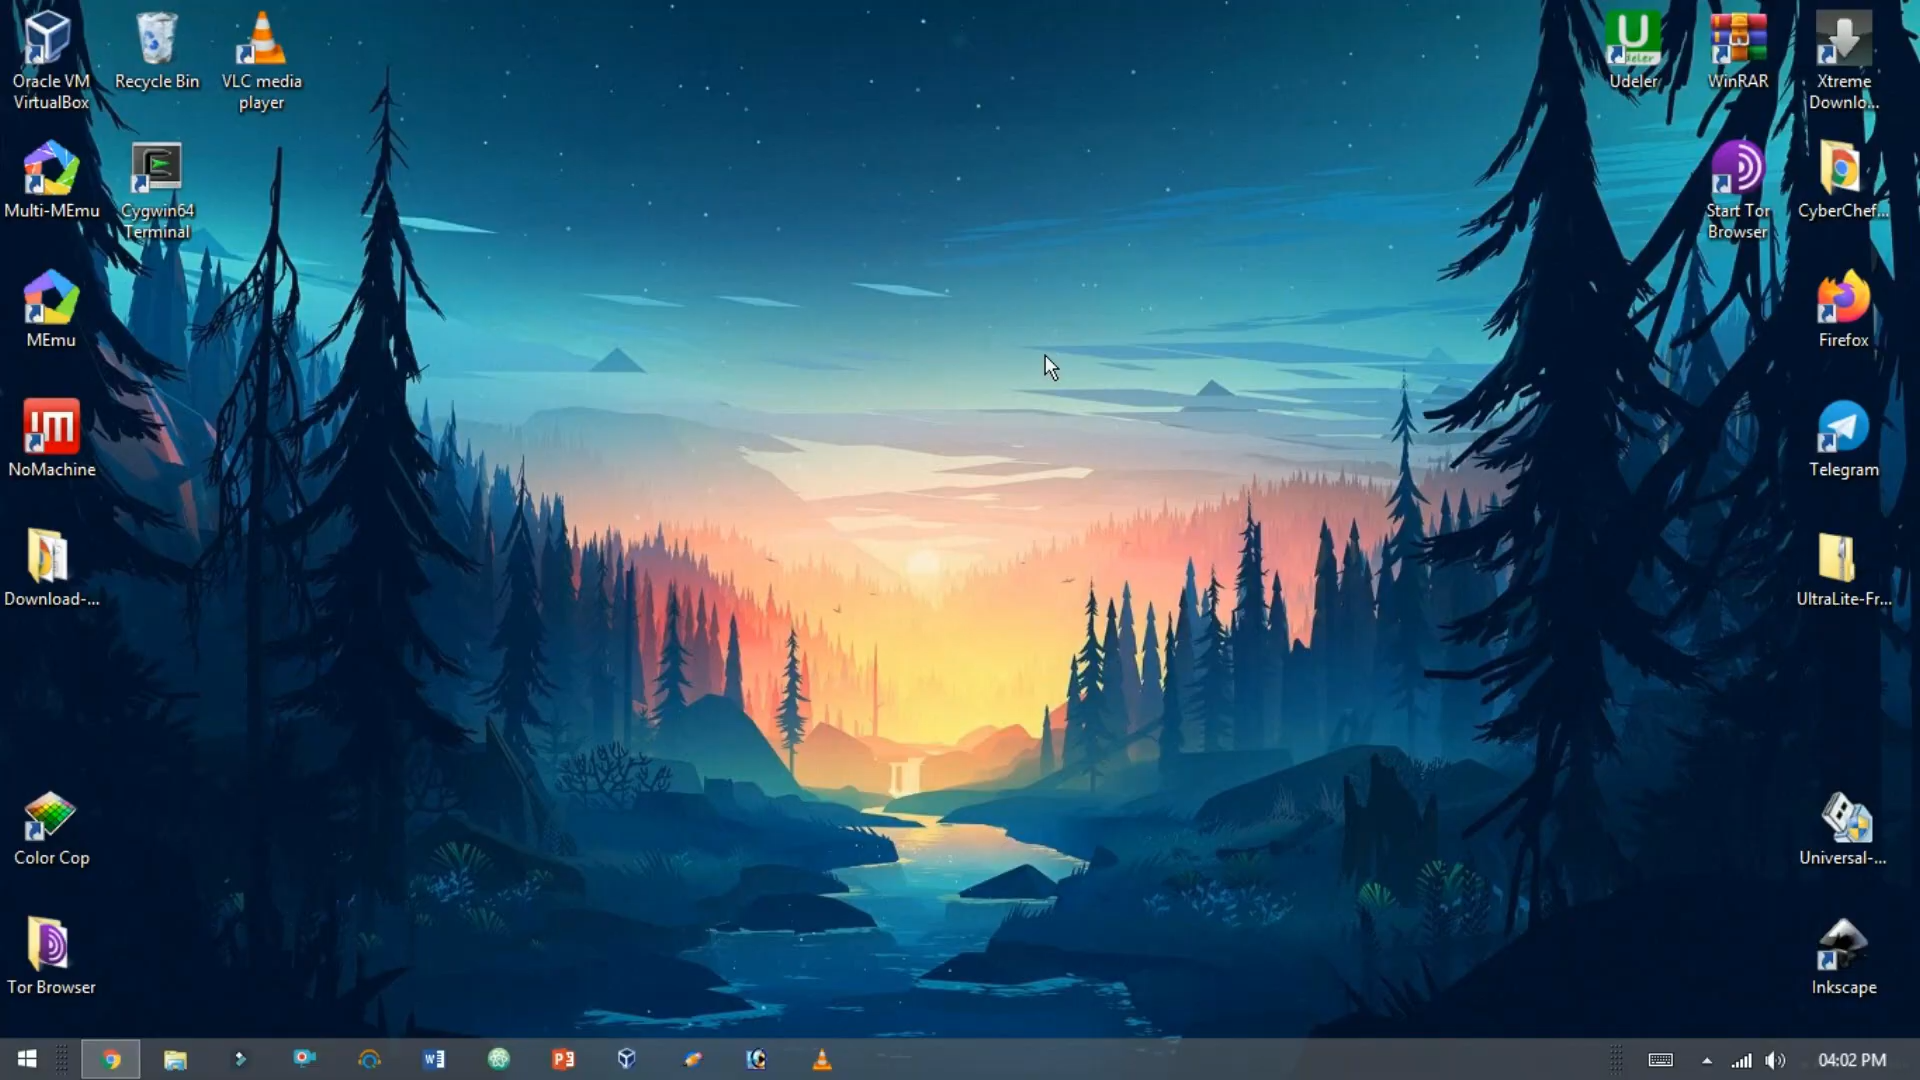 Oracle VM
VirtualBox
Recycle Bin
VLC media
player
Udeler
WinRAR
Xtreme
Downlo...
Multi-MEmu
Cygwin64
Terminal
Start Tor
Browser
CyberChef...
MEmu
Firefox
NoMachine
Telegram
Download-...
UltraLite-Fr...
Color Cop
Universal-...
Tor Browser
Inkscape
04:02 PM